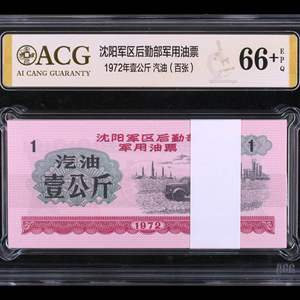 ACG
AI CANG GUARANTY
沈阳军区后勤部军用油票
1972年壹公斤 汽油（百张）
66+
EPQ
1
沈阳军区后勤部
军用油票
汽油
壹公斤
1
1972
ACG